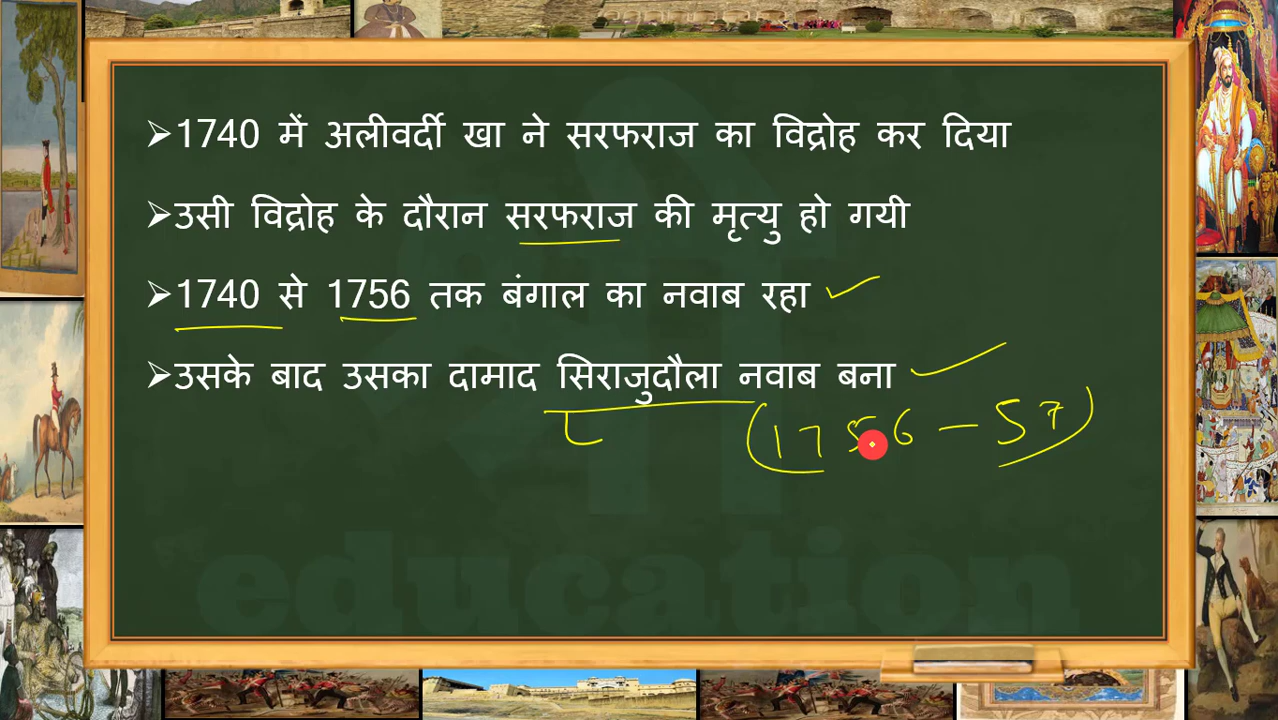 ➢1740 में अलीवर्दी खा ने सरफराज का विद्रोह कर दिया
➢उसी विद्रोह के दौरान सरफराज की मृत्यु हो गयी
➢1740 से 1756 तक बंगाल का नवाब रहा
➢उसके बाद उसका दामाद सिराजुदौला नवाब बना
(1756 - 57)
श्री
education